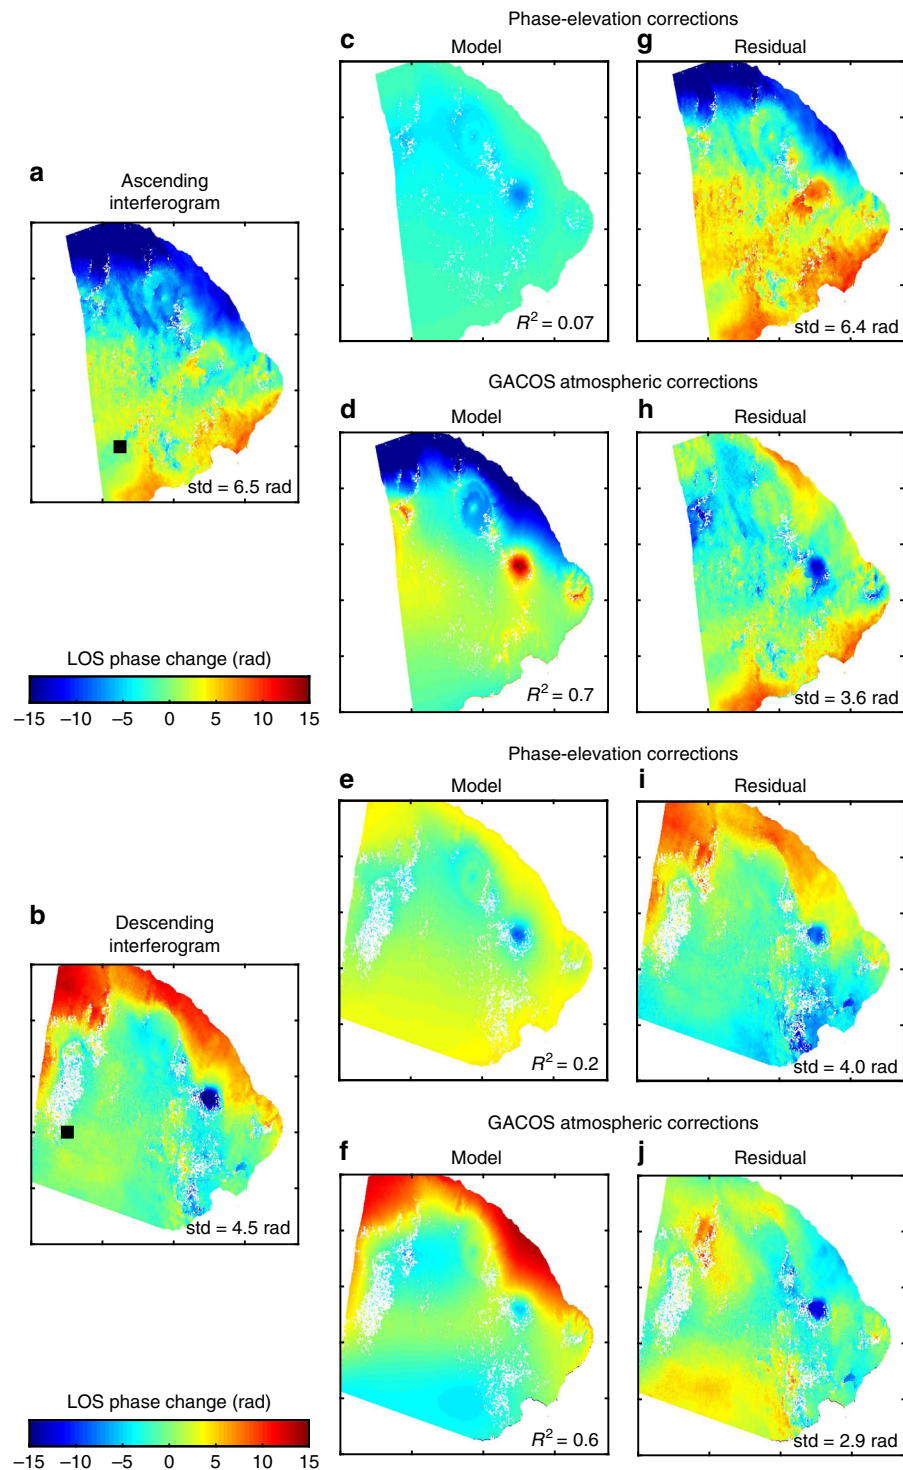 Phase-elevation corrections
c
Model
g
Residual
R² = 0.07
std = 6.4 rad
a
Ascending
interferogram
std = 6.5 rad
GACOS atmospheric corrections
d
Model
h
Residual
R² = 0.7
std = 3.6 rad
LOS phase change (rad)
−15 −10 −5 0 5 10 15
Phase-elevation corrections
e
Model
i
Residual
R² = 0.2
std = 4.0 rad
b
Descending
interferogram
std = 4.5 rad
GACOS atmospheric corrections
f
Model
j
Residual
R² = 0.6
std = 2.9 rad
LOS phase change (rad)
−15 −10 −5 0 5 10 15